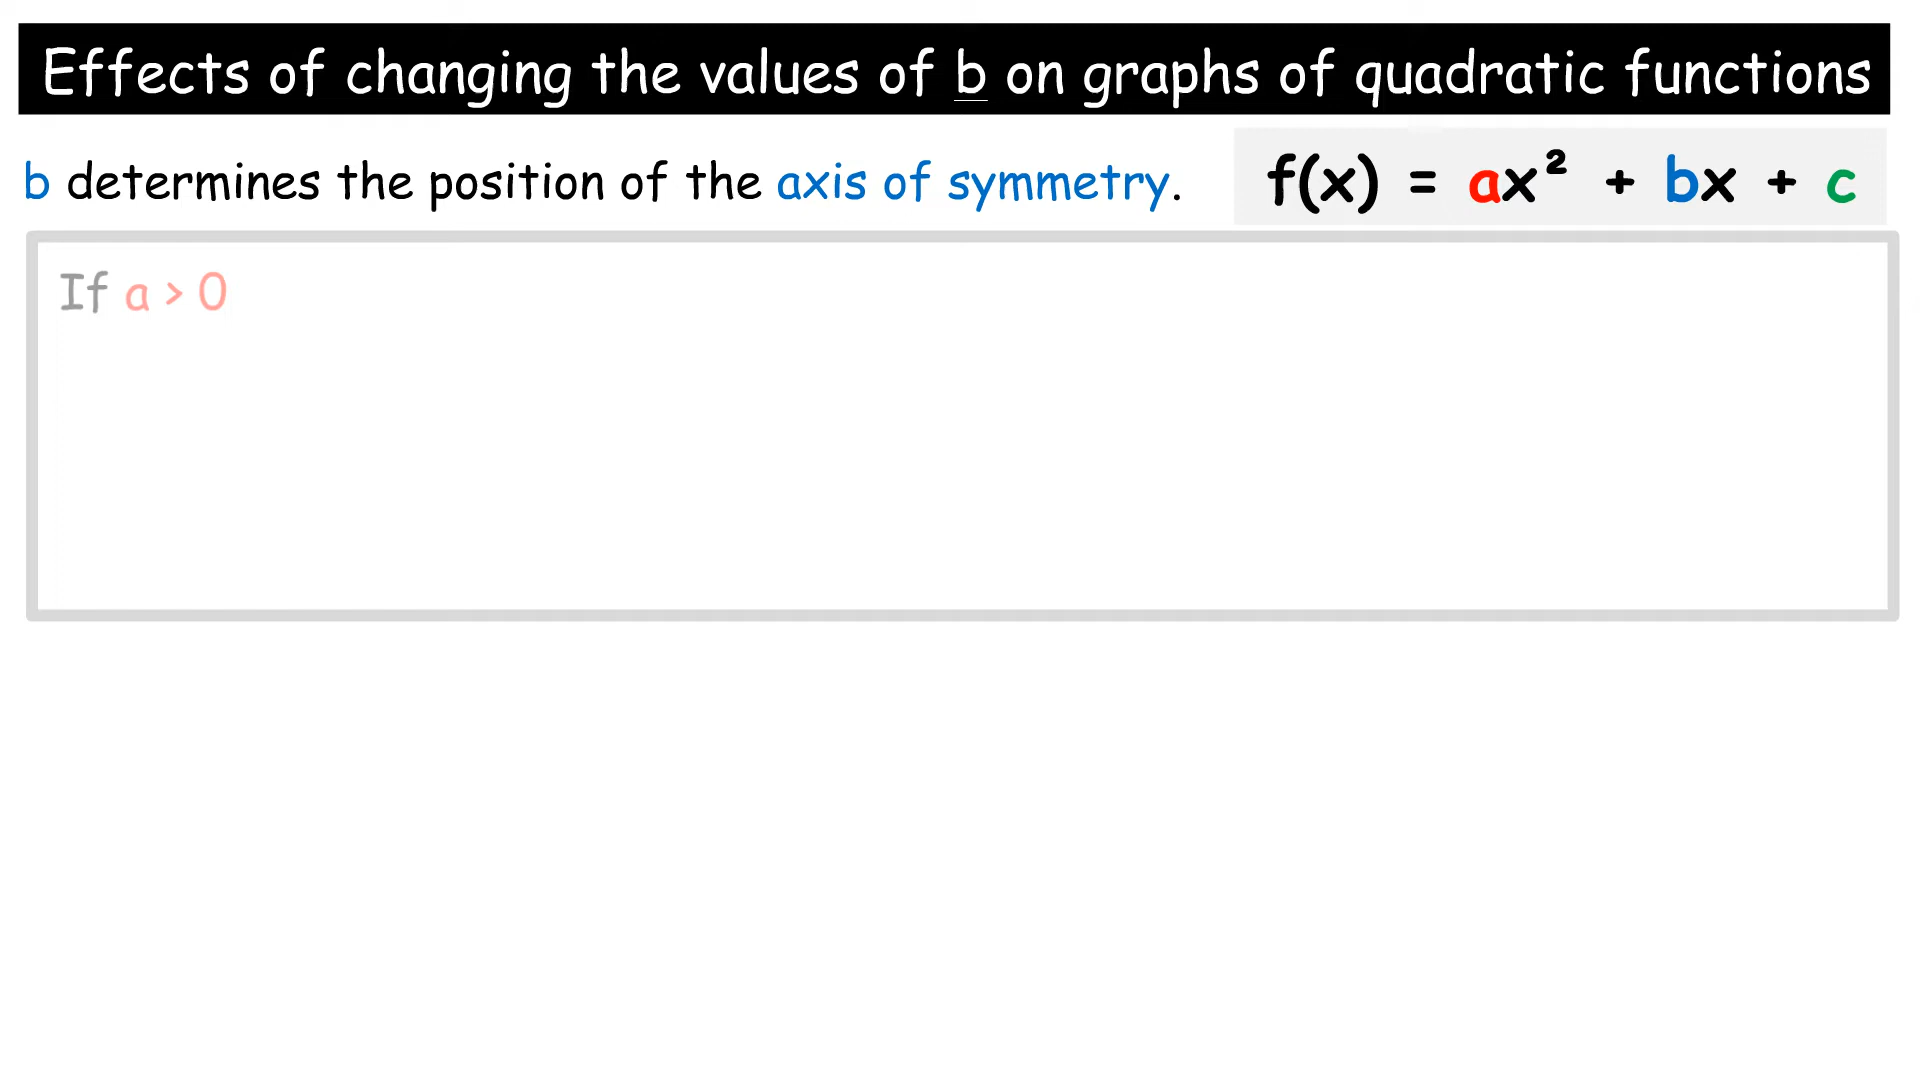 Effects of changing the values of b on graphs of quadratic functions
b determines the position of the axis of symmetry.
f(x) = ax² + bx + c
If a > 0